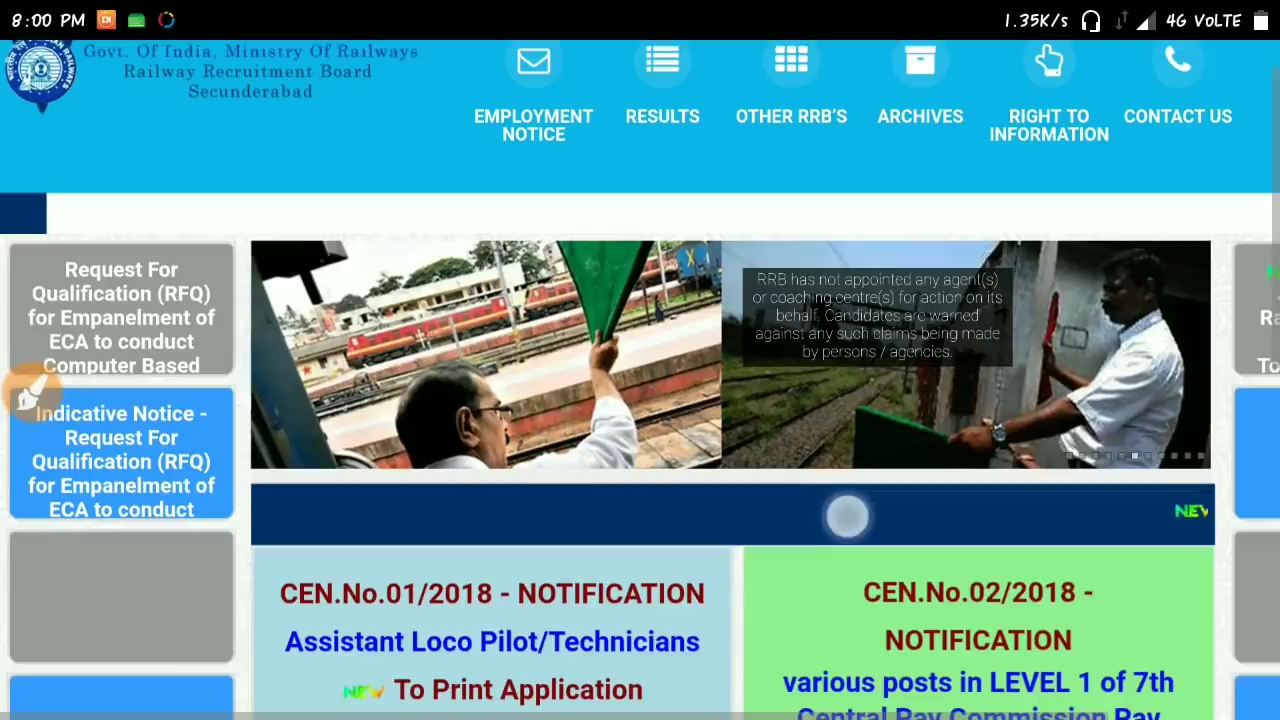 8:00 PM
1.35K/s
4G VoLTE
Govt. Of India, Ministry Of Railways
Railway Recruitment Board
Secunderabad
EMPLOYMENT
NOTICE
RESULTS
OTHER RRB'S
ARCHIVES
RIGHT TO
INFORMATION
CONTACT US
Request For
Qualification (RFQ)
for Empanelment of
ECA to conduct
Computer Based
Indicative Notice -
Request For
Qualification (RFQ)
for Empanelment of
ECA to conduct
RRB has not appointed any agent(s)
or coaching centre(s) for action on its
behalf. Candidates are warned
against any such claims being made
by persons / agencies.
CEN.No.01/2018 - NOTIFICATION
Assistant Loco Pilot/Technicians
NEW To Print Application
CEN.No.02/2018 -
NOTIFICATION
various posts in LEVEL 1 of 7th
Central Pay Commission Pay